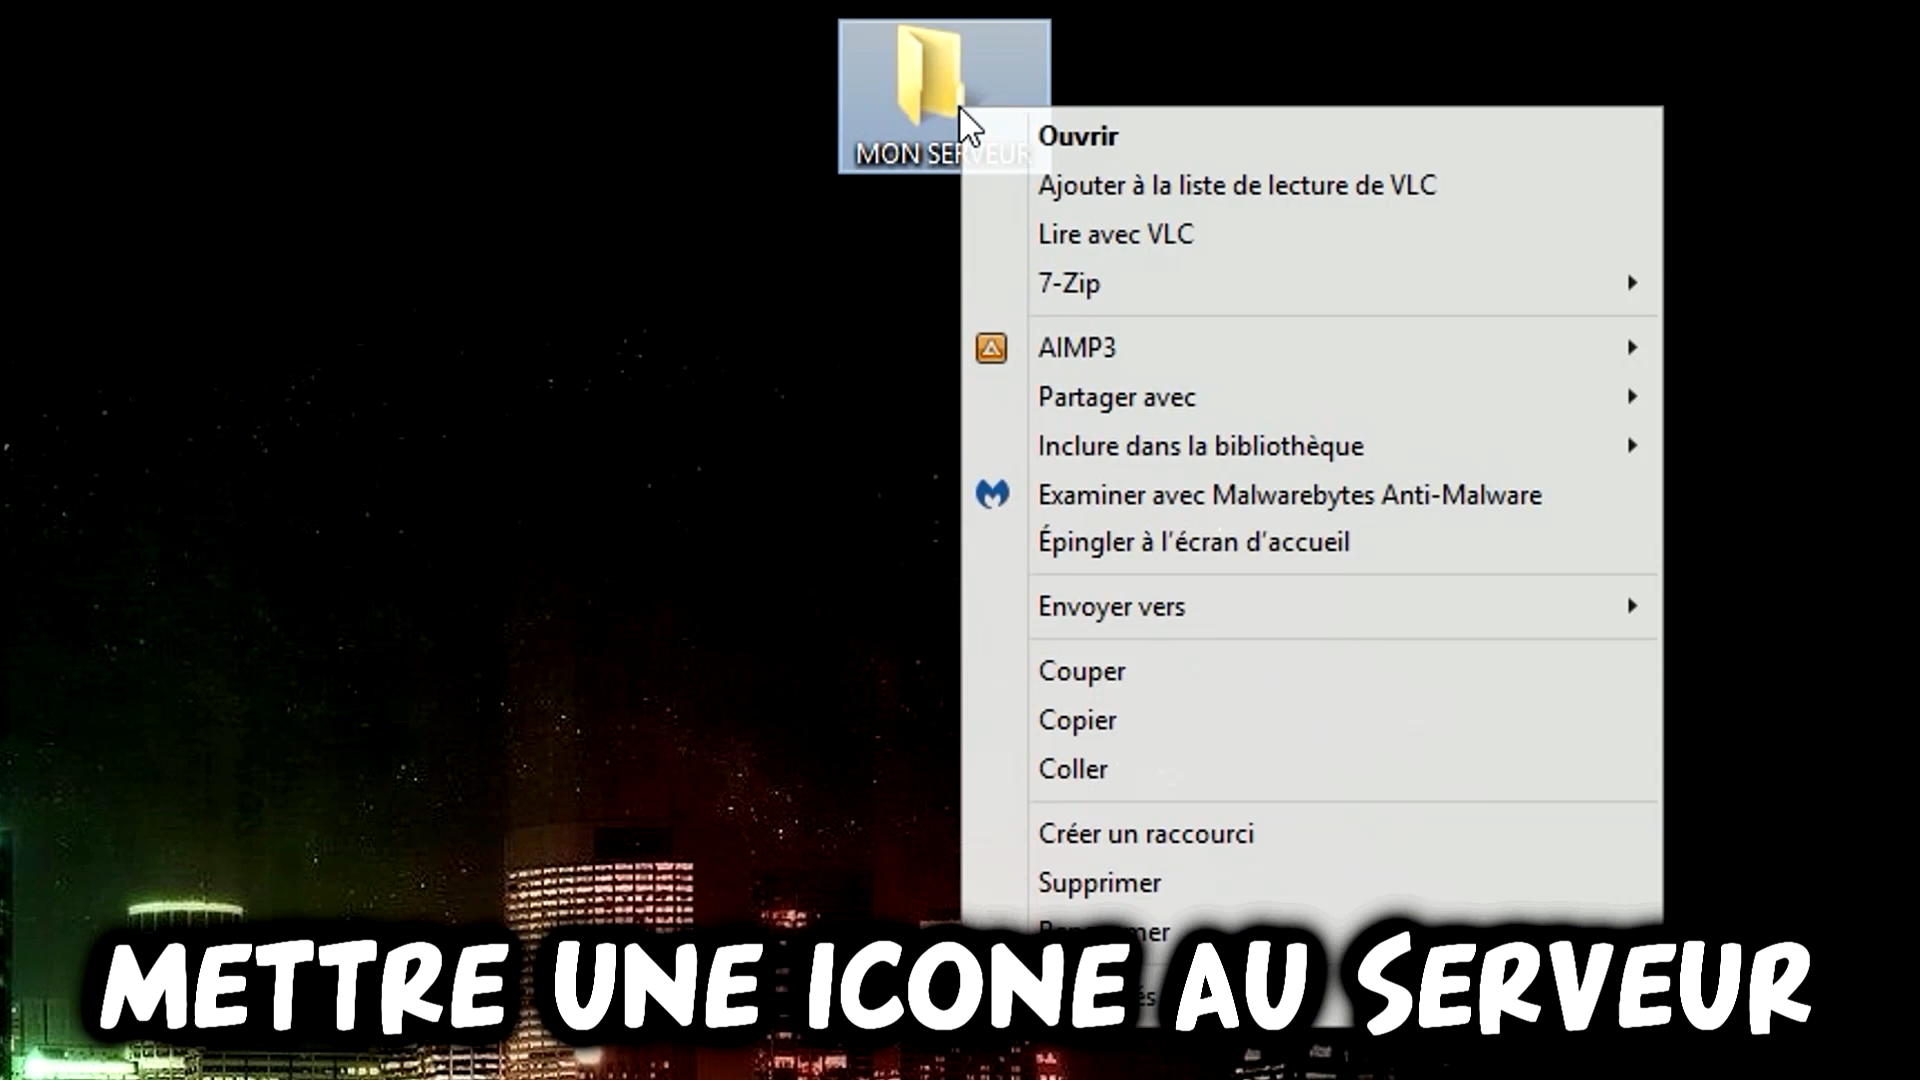 MON SERVEUR
Ouvrir
Ajouter à la liste de lecture de VLC
Lire avec VLC
7-Zip
AIMP3
Partager avec
Inclure dans la bibliothèque
Examiner avec Malwarebytes Anti-Malware
Épingler à l'écran d'accueil
Envoyer vers
Couper
Copier
Coller
Créer un raccourci
Supprimer
METTRE UNE ICONE AU SERVEUR